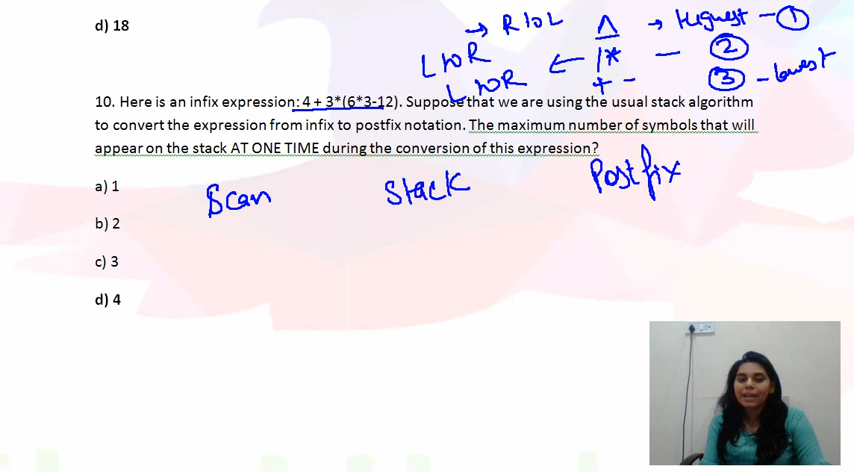 d) 18
→ R to L ^ → Highest - ①
L to R ← / * - ②
L to R + - ③ - lowest
10. Here is an infix expression: 4 + 3*(6*3-12). Suppose that we are using the usual stack algorithm
to convert the expression from infix to postfix notation. The maximum number of symbols that will
appear on the stack AT ONE TIME during the conversion of this expression?
a) 1
Scan Stack Postfix
b) 2
c) 3
d) 4